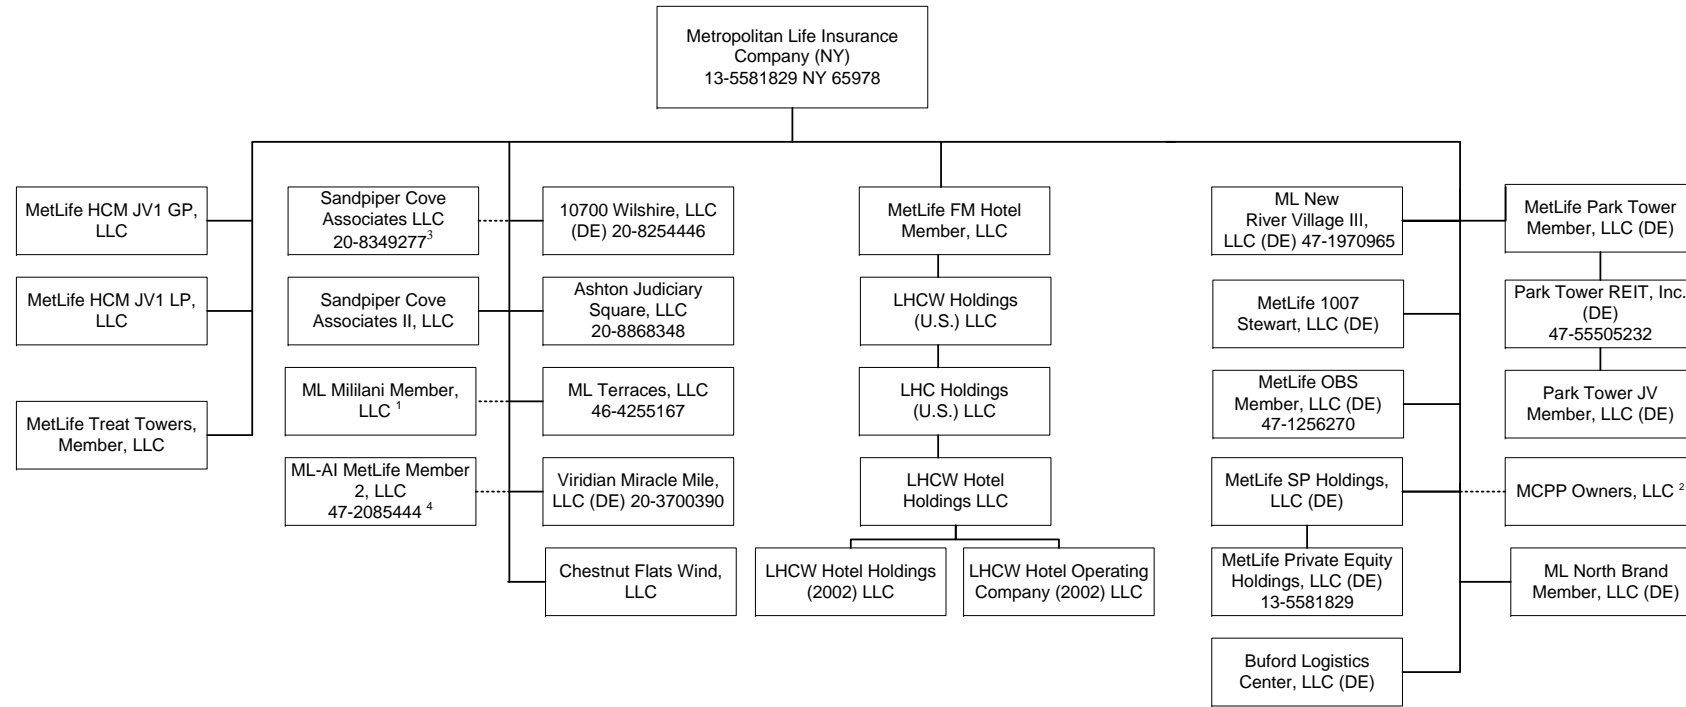 Metropolitan Life Insurance
Company (NY)
13-5581829 NY 65978
MetLife HCM JV1 GP,
LLC
MetLife HCM JV1 LP,
LLC
MetLife Treat Towers,
Member, LLC
Sandpiper Cove
Associates LLC
20-8349277³
Sandpiper Cove
Associates II, LLC
ML Mililani Member,
LLC ¹
ML-AI MetLife Member
2, LLC
47-2085444 ⁴
10700 Wilshire, LLC
(DE) 20-8254446
Ashton Judiciary
Square, LLC
20-8868348
ML Terraces, LLC
46-4255167
Viridian Miracle Mile,
LLC (DE) 20-3700390
Chestnut Flats Wind,
LLC
MetLife FM Hotel
Member, LLC
LHCW Holdings
(U.S.) LLC
LHC Holdings
(U.S.) LLC
LHCW Hotel
Holdings LLC
LHCW Hotel Holdings
(2002) LLC
LHCW Hotel Operating
Company (2002) LLC
ML New
River Village III,
LLC (DE) 47-1970965
MetLife 1007
Stewart, LLC (DE)
MetLife OBS
Member, LLC (DE)
47-1256270
MetLife SP Holdings,
LLC (DE)
MetLife Private Equity
Holdings, LLC (DE)
13-5581829
Buford Logistics
Center, LLC (DE)
MetLife Park Tower
Member, LLC (DE)
Park Tower REIT, Inc.
(DE)
47-55505232
Park Tower JV
Member, LLC (DE)
MCPP Owners, LLC ²
ML North Brand
Member, LLC (DE)